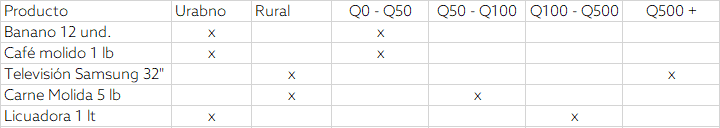 Producto Urabno Rural Q0 - Q50 Q50 - Q100 Q100 - Q500 Q500 +
Banano 12 und. x x
Café molido 1 lb x x
Televisión Samsung 32" x x
Carne Molida 5 lb x x
Licuadora 1 lt x x